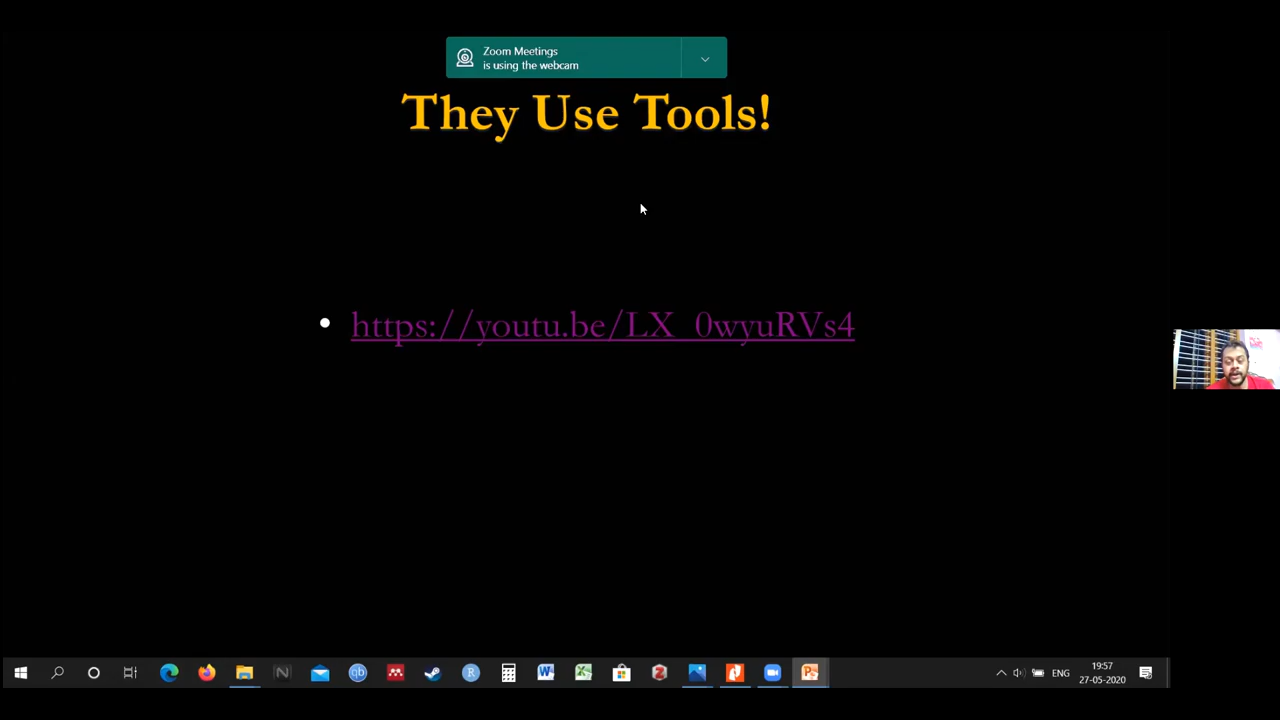 Zoom Meetings
is using the webcam
They Use Tools!
• https://youtu.be/LX_0wyuRVs4
ENG
19:57
27-05-2020